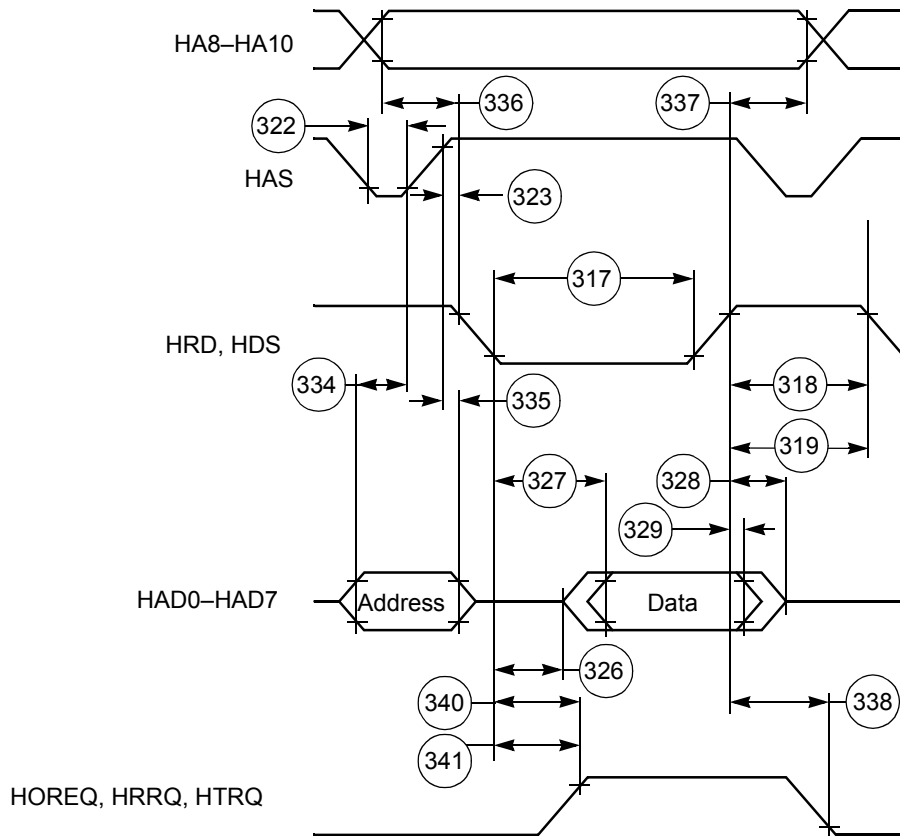 HA8–HA10
336
337
322
HAS
323
317
HRD, HDS
334
335
318
319
327
328
329
HAD0–HAD7
Address
Data
326
340
338
341
HOREQ, HRRQ, HTRQ